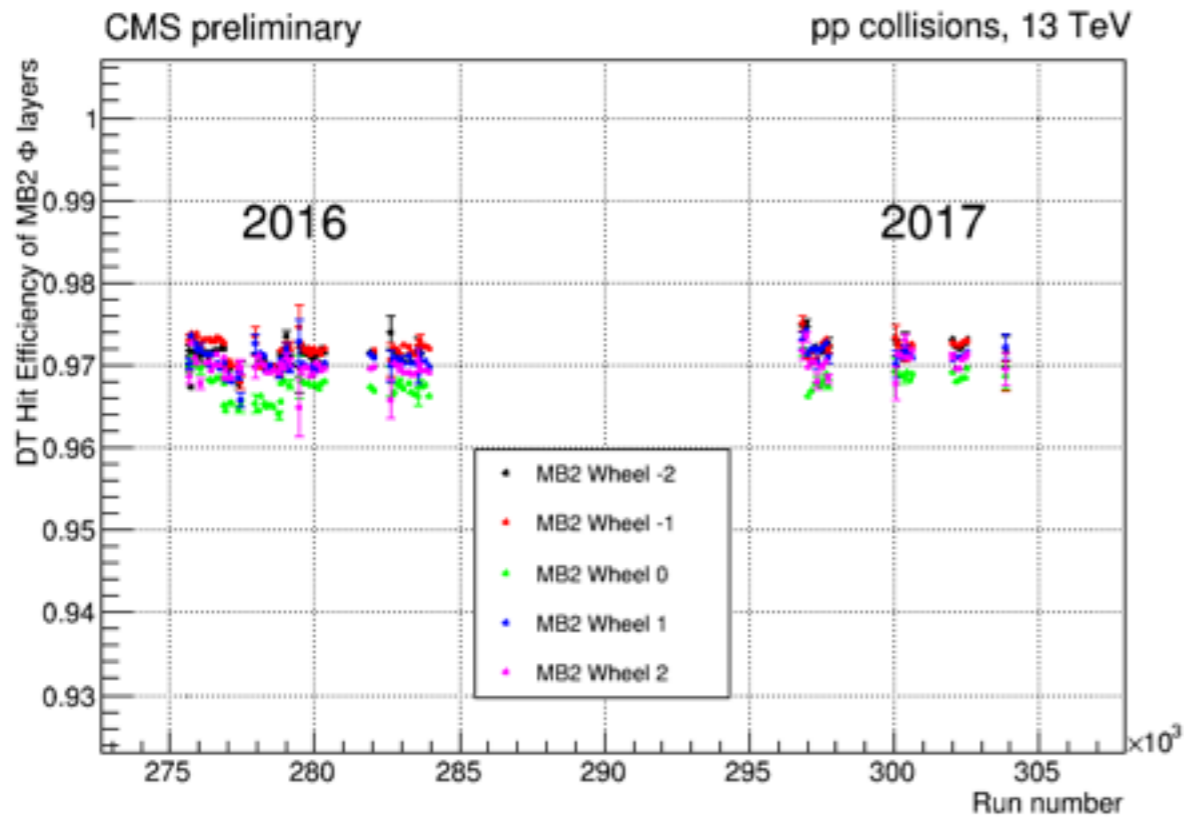 CMS preliminary
pp collisions, 13 TeV
DT Hit Efficiency of MB2 Φ layers
1
0.99
0.98
0.97
0.96
0.95
0.94
0.93
2016
2017
MB2 Wheel -2
MB2 Wheel -1
MB2 Wheel 0
MB2 Wheel 1
MB2 Wheel 2
275 280 285 290 295 300 305
×10³
Run number